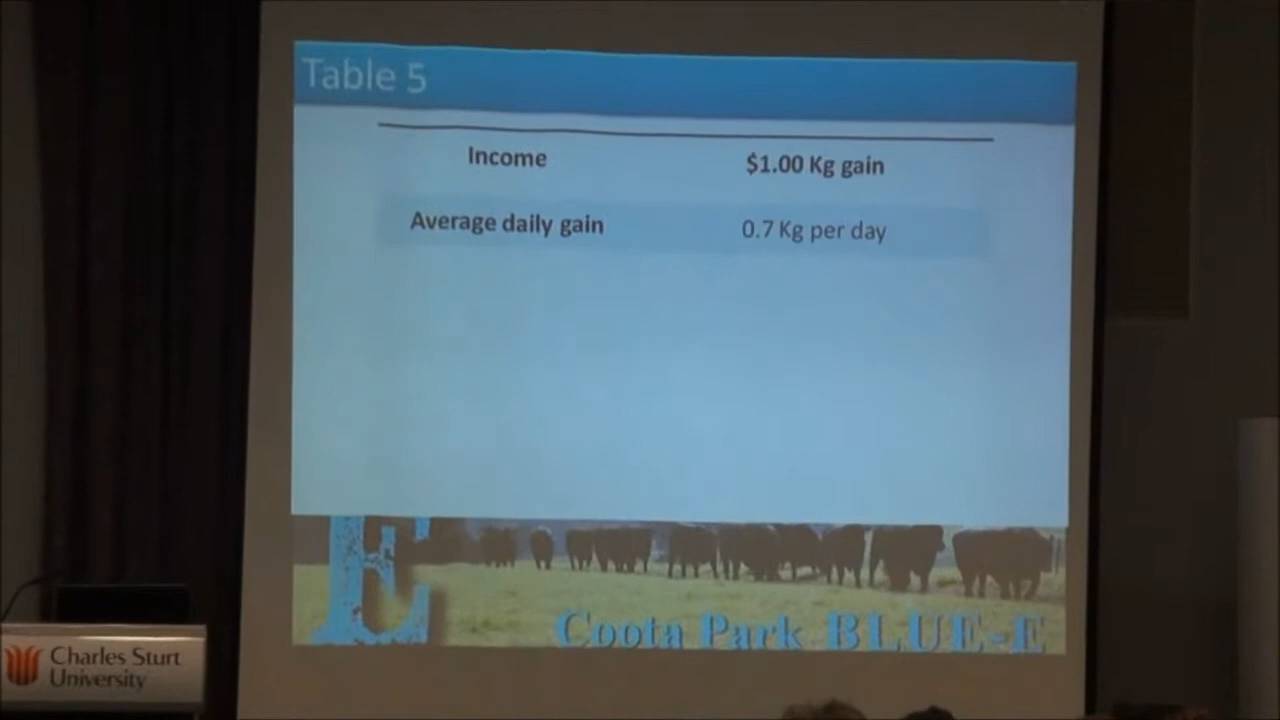 Table 5
Income $1.00 Kg gain
Average daily gain 0.7 Kg per day
E
Coota Park BLUE-E
Charles Sturt
University